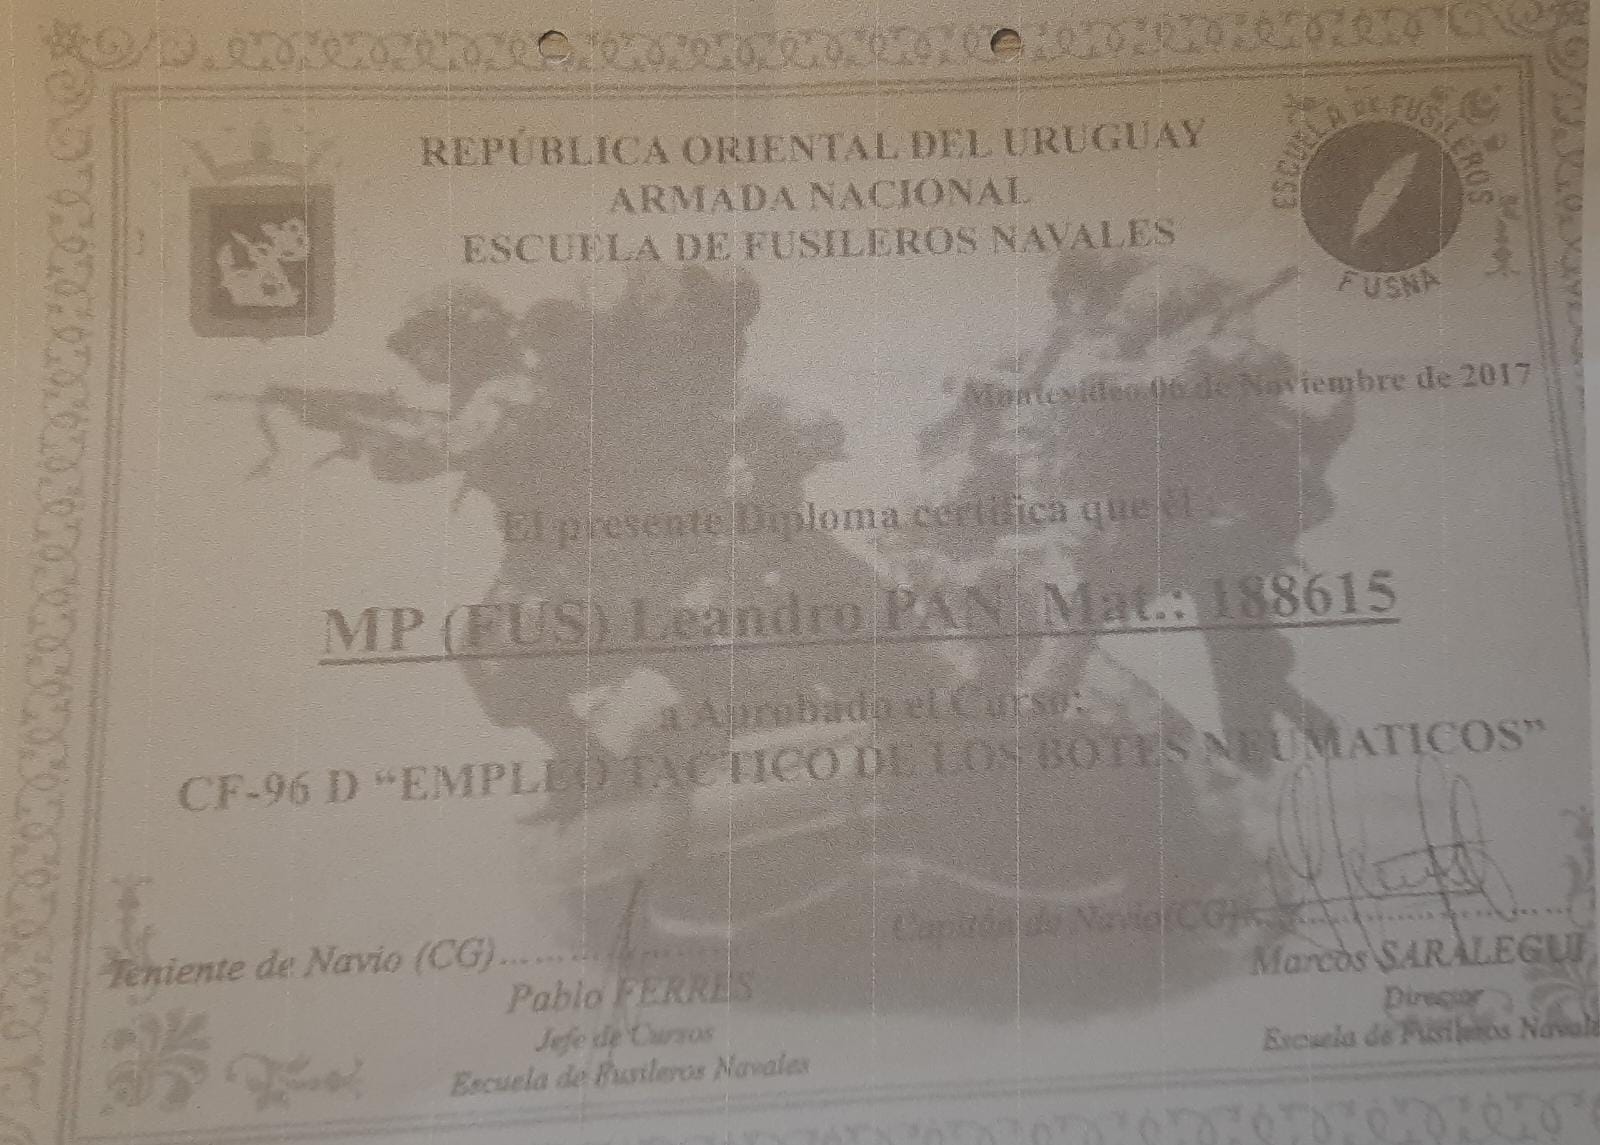 REPÚBLICA ORIENTAL DEL URUGUAY
ARMADA NACIONAL
ESCUELA DE FUSILEROS NAVALES
ESCUELA DE FUSILEROS
FUSNA
Montevideo 06 de Noviembre de 2017
El presente Diploma certifica que él :
MP (FUS) Leandro PAN Mat.: 188615
a Aprobado el Curso:
CF-96 D “EMPLEO TACTICO DE LOS BOTES NEUMATICOS”
Teniente de Navio (CG)..................
Pablo FERRES
Jefe de Cursos
Escuela de Fusileros Navales
Capitán de Navio(CG)..................
Marcos SARALEGUI
Director
Escuela de Fusileros Navale